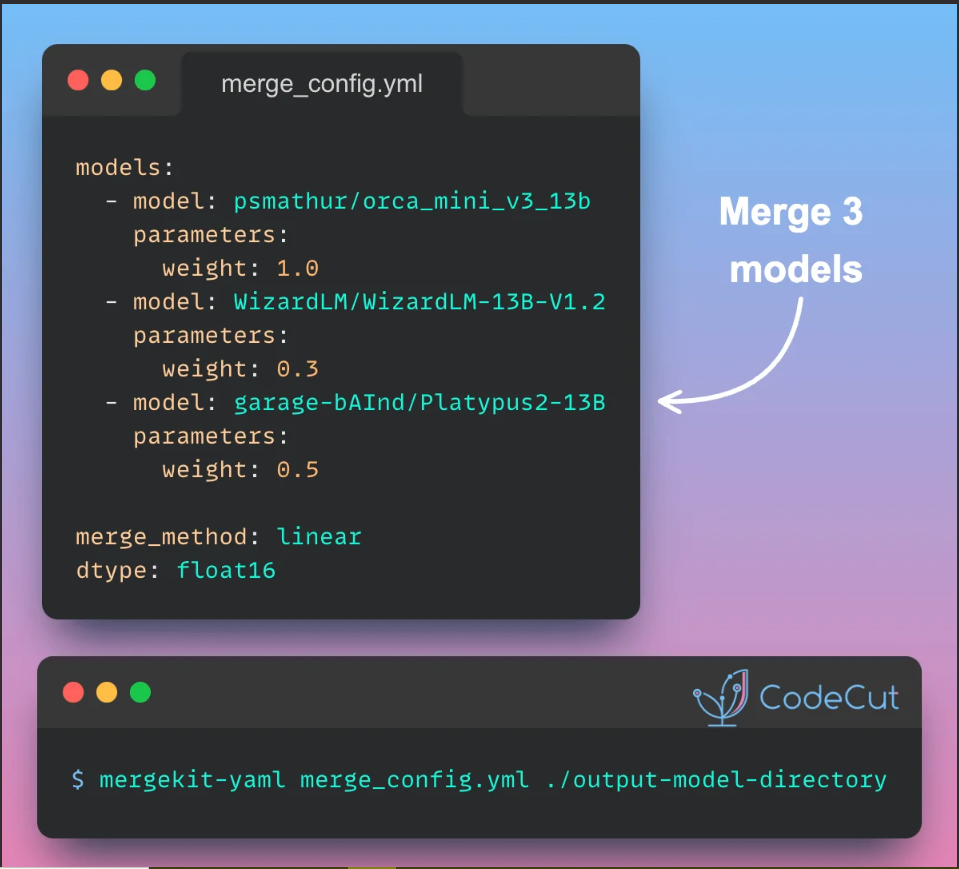 merge_config.yml
models:
  - model: psmathur/orca_mini_v3_13b
    parameters:
      weight: 1.0
  - model: WizardLM/WizardLM-13B-V1.2
    parameters:
      weight: 0.3
  - model: garage-bAInd/Platypus2-13B
    parameters:
      weight: 0.5
merge_method: linear
dtype: float16
Merge 3
models
CodeCut
$ mergekit-yaml merge_config.yml ./output-model-directory